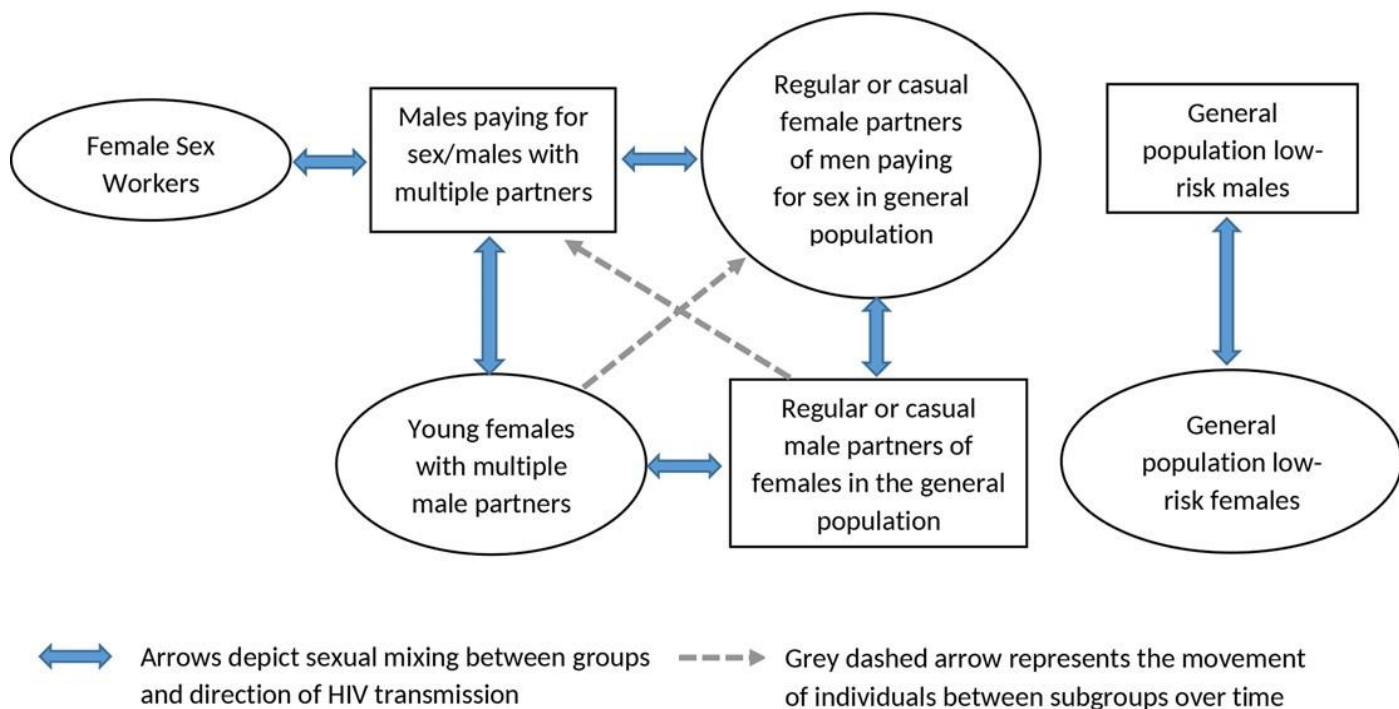 Female Sex
Workers
Males paying for
sex/males with
multiple partners
Regular or casual
female partners
of men paying
for sex in general
population
General
population low-
risk males
Young females
with multiple
male partners
Regular or casual
male partners of
females in the general
population
General
population low-
risk females
Arrows depict sexual mixing between groups
and direction of HIV transmission
Grey dashed arrow represents the movement
of individuals between subgroups over time